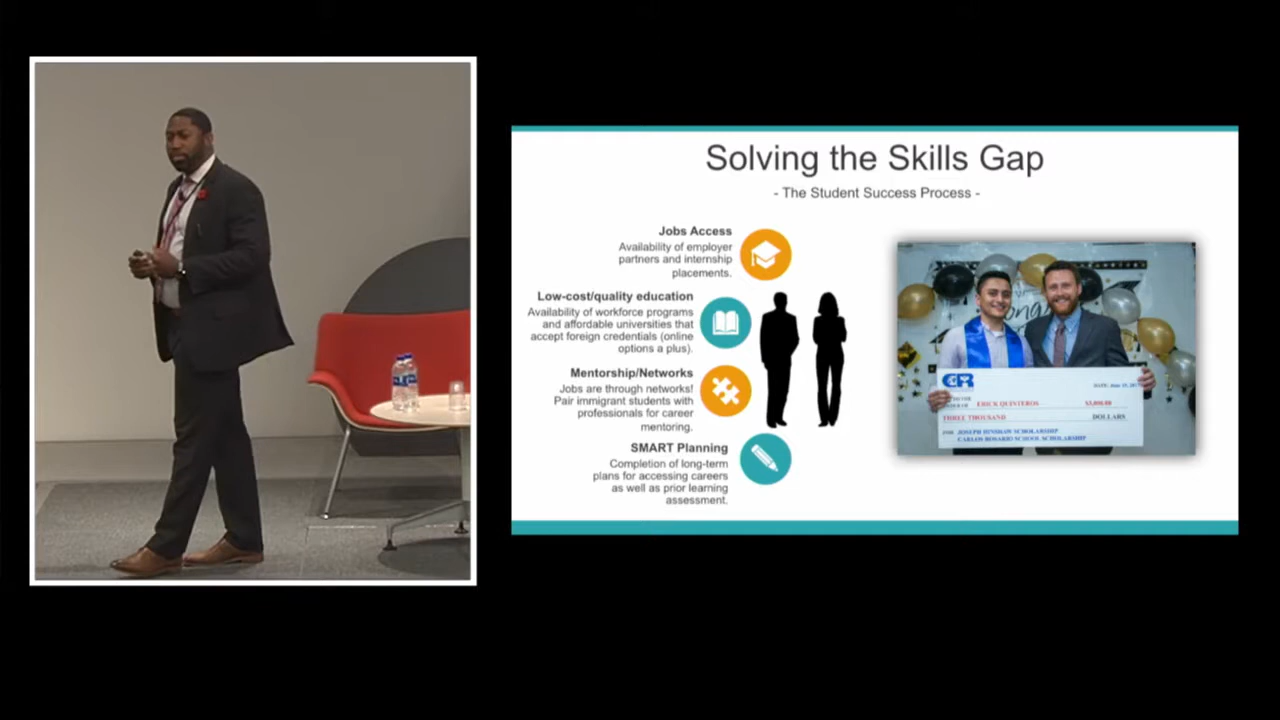 Solving the Skills Gap
- The Student Success Process -
Jobs Access
Availability of employer
partners and internship
placements.
Low-cost/quality education
Availability of workforce programs
and affordable universities that
accept foreign credentials (online
options a plus).
Mentorship/Networks
Jobs are through networks!
Pair immigrant students with
professionals for career
mentoring.
SMART Planning
Completion of long-term
plans for accessing careers
as well as prior learning
assessment.
CR
DATE:
ERICK QUINTEROS
THREE THOUSAND DOLLARS
JOSEPH HINSHAW SCHOLARSHIP
CARLOS ROSARIO SCHOOL SCHOLARSHIP